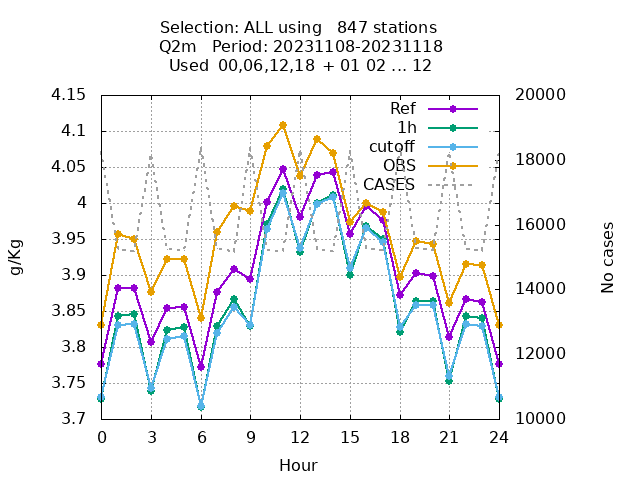 Selection: ALL using   847 stations
Q2m   Period: 20231108-20231118
Used  00,06,12,18 + 01 02 ... 12
4.15
4.1
4.05
4
3.95
3.9
3.85
3.8
3.75
3.7
g/Kg
20000
18000
16000
14000
12000
10000
No cases
Ref
1h
cutoff
OBS
CASES
0 3 6 9 12 15 18 21 24
Hour